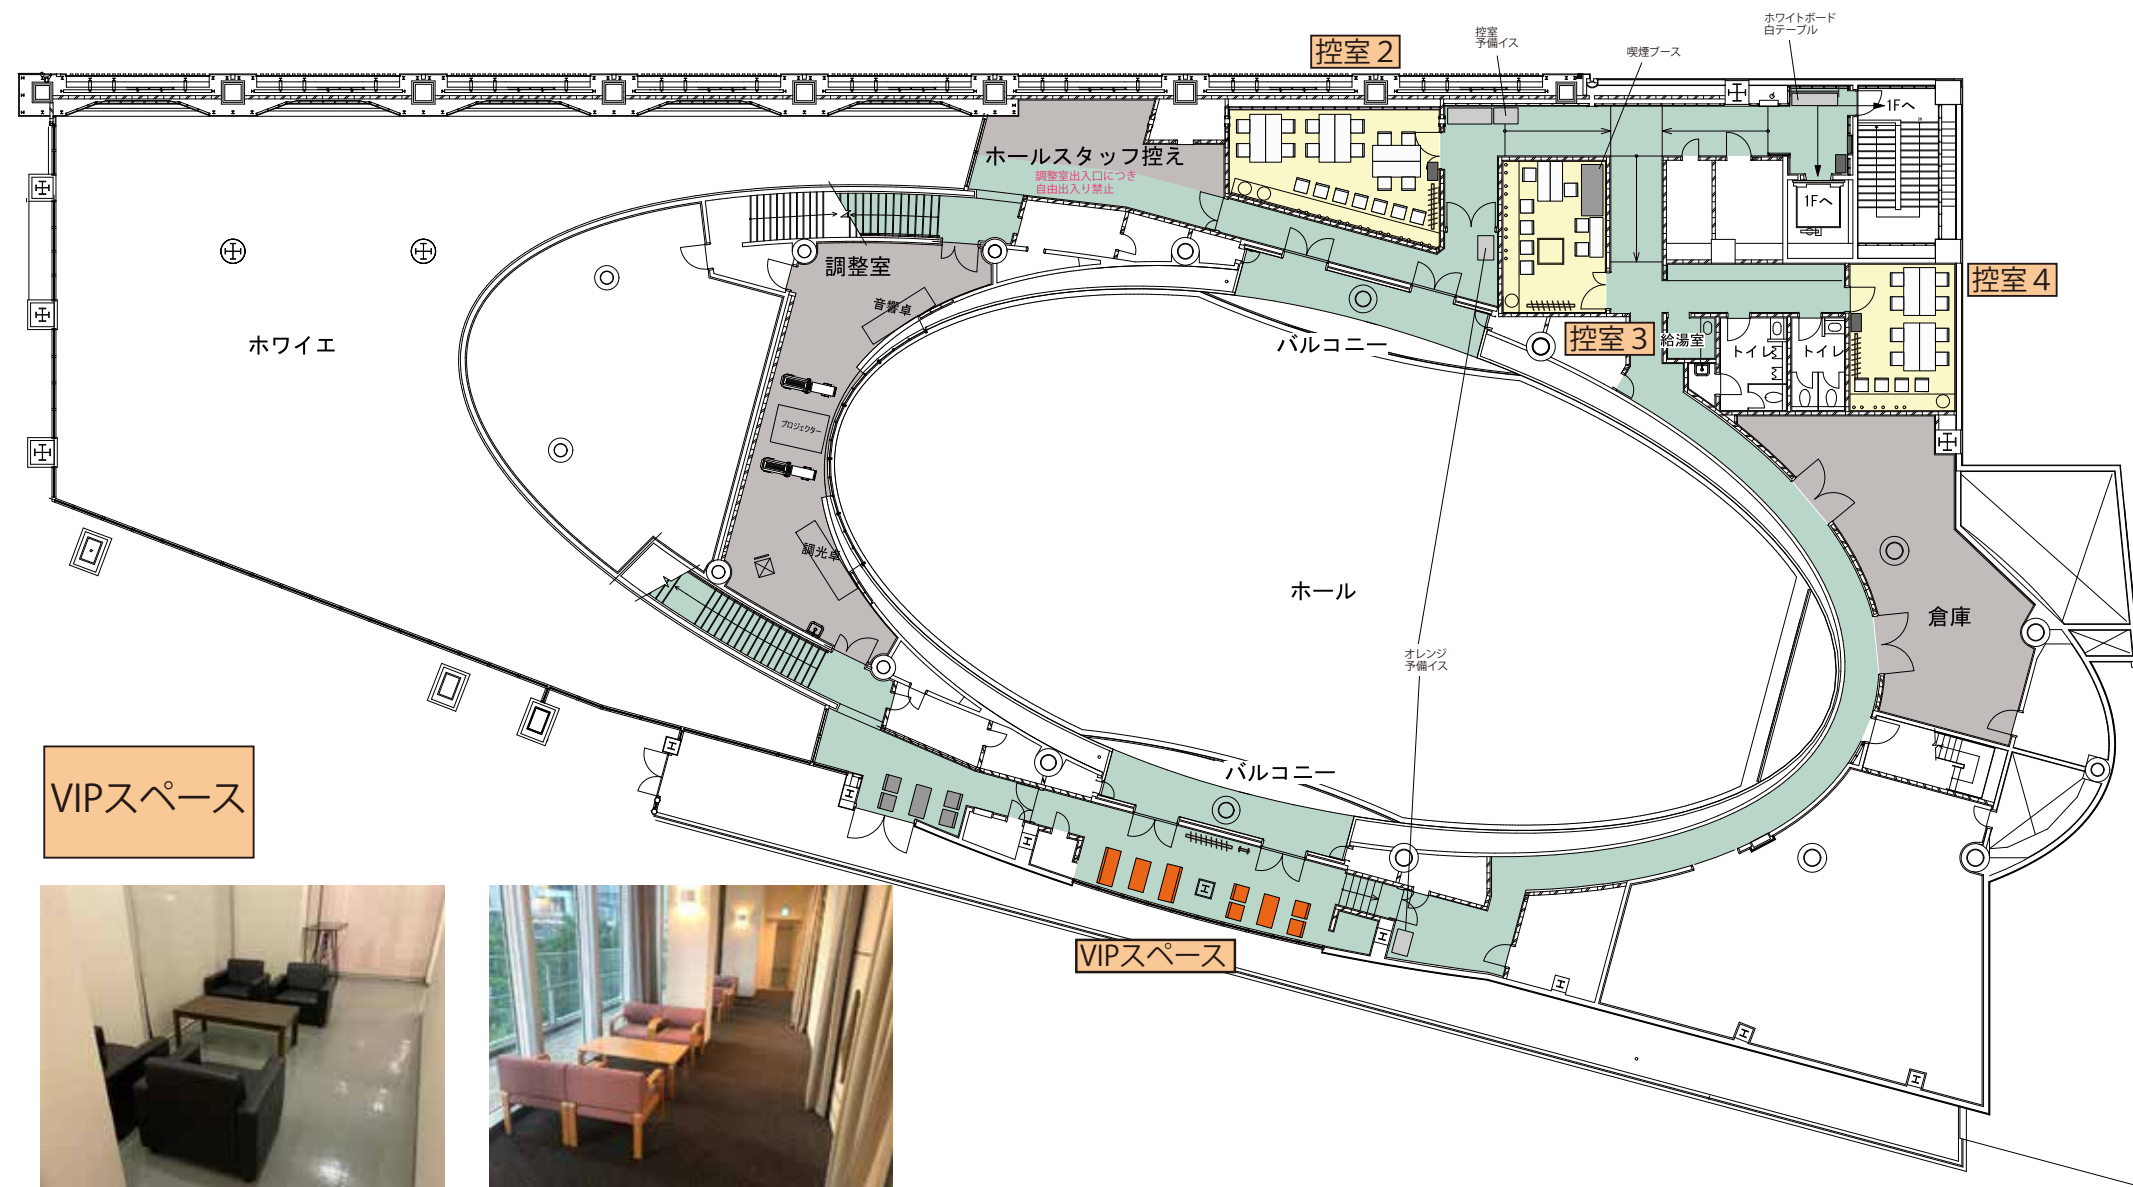 ホワイトボード
白テーブル
控室
予備イス
喫煙ブース
控室２
1Fへ
ホールスタッフ控え
調整室出入口につき
自由出入り禁止
1Fへ
調整室
控室４
音響卓
ホワイエ
バルコニー
控室３
給湯室
トイレ
トイレ
プロジェクター
調光卓
ホール
倉庫
オレンジ
予備イス
バルコニー
VIPスペース
VIPスペース